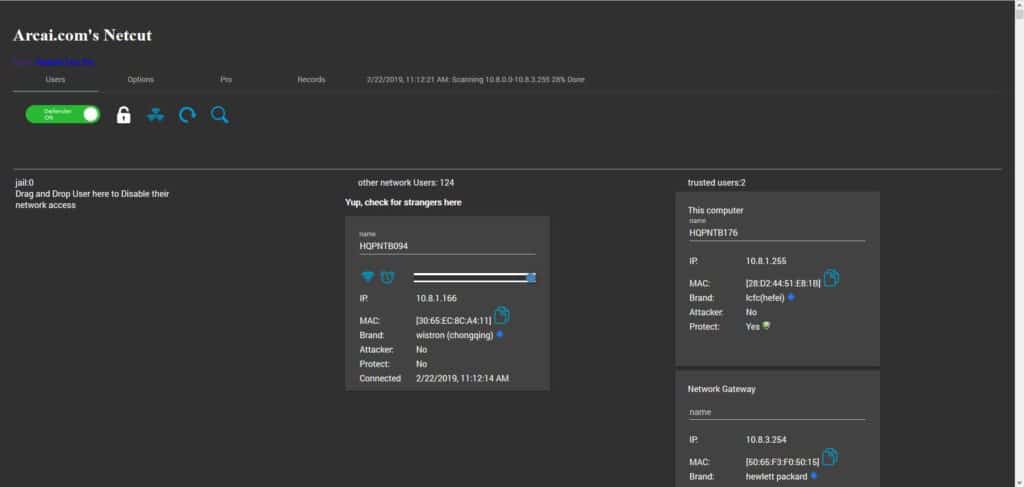 Arcai.com's Netcut
Users Options Pro Records 2/22/2019, 11:12:21 AM: Scanning 10.8.0.0-10.8.3.255 28% Done
Defender
ON
jail:0
Drag and Drop User here to Disable their
network access
other network Users: 124
Yup, check for strangers here
name
HQPNTB094
IP: 10.8.1.166
MAC: [30:65:EC:8C:A4:11]
Brand: wistron (chongqing)
Attacker: No
Protect: No
Connected 2/22/2019, 11:12:14 AM
trusted users:2
This computer
name
HQPNTB176
IP: 10.8.1.255
MAC: [28:D2:44:51:E8:1B]
Brand: lcfc(hefei)
Attacker: No
Protect: Yes
Network Gateway
name
IP: 10.8.3.254
MAC: [50:65:F3:F0:50:15]
Brand: hewlett packard